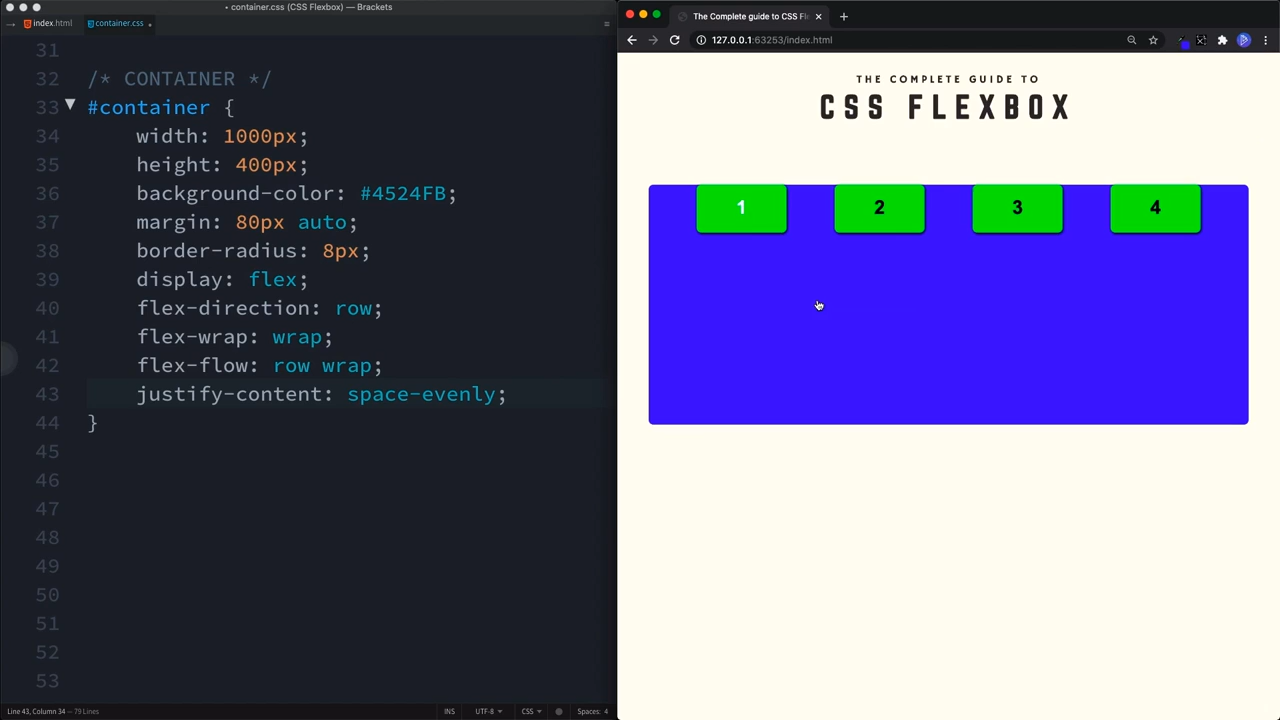 • container.css (CSS Flexbox) — Brackets
index.html
container.css •
31
32 /* CONTAINER */
33 #container {
34 width: 1000px;
35 height: 400px;
36 background-color: #4524FB;
37 margin: 80px auto;
38 border-radius: 8px;
39 display: flex;
40 flex-direction: row;
41 flex-wrap: wrap;
42 flex-flow: row wrap;
43 justify-content: space-evenly;
44 }
45
46
47
48
49
50
51
52
53
Line 43, Column 34 — 79 Lines
INS
UTF-8
CSS
Spaces: 4
The Complete guide to CSS Fl
127.0.0.1:63253/index.html
THE COMPLETE GUIDE TO
CSS FLEXBOX
1 2 3 4